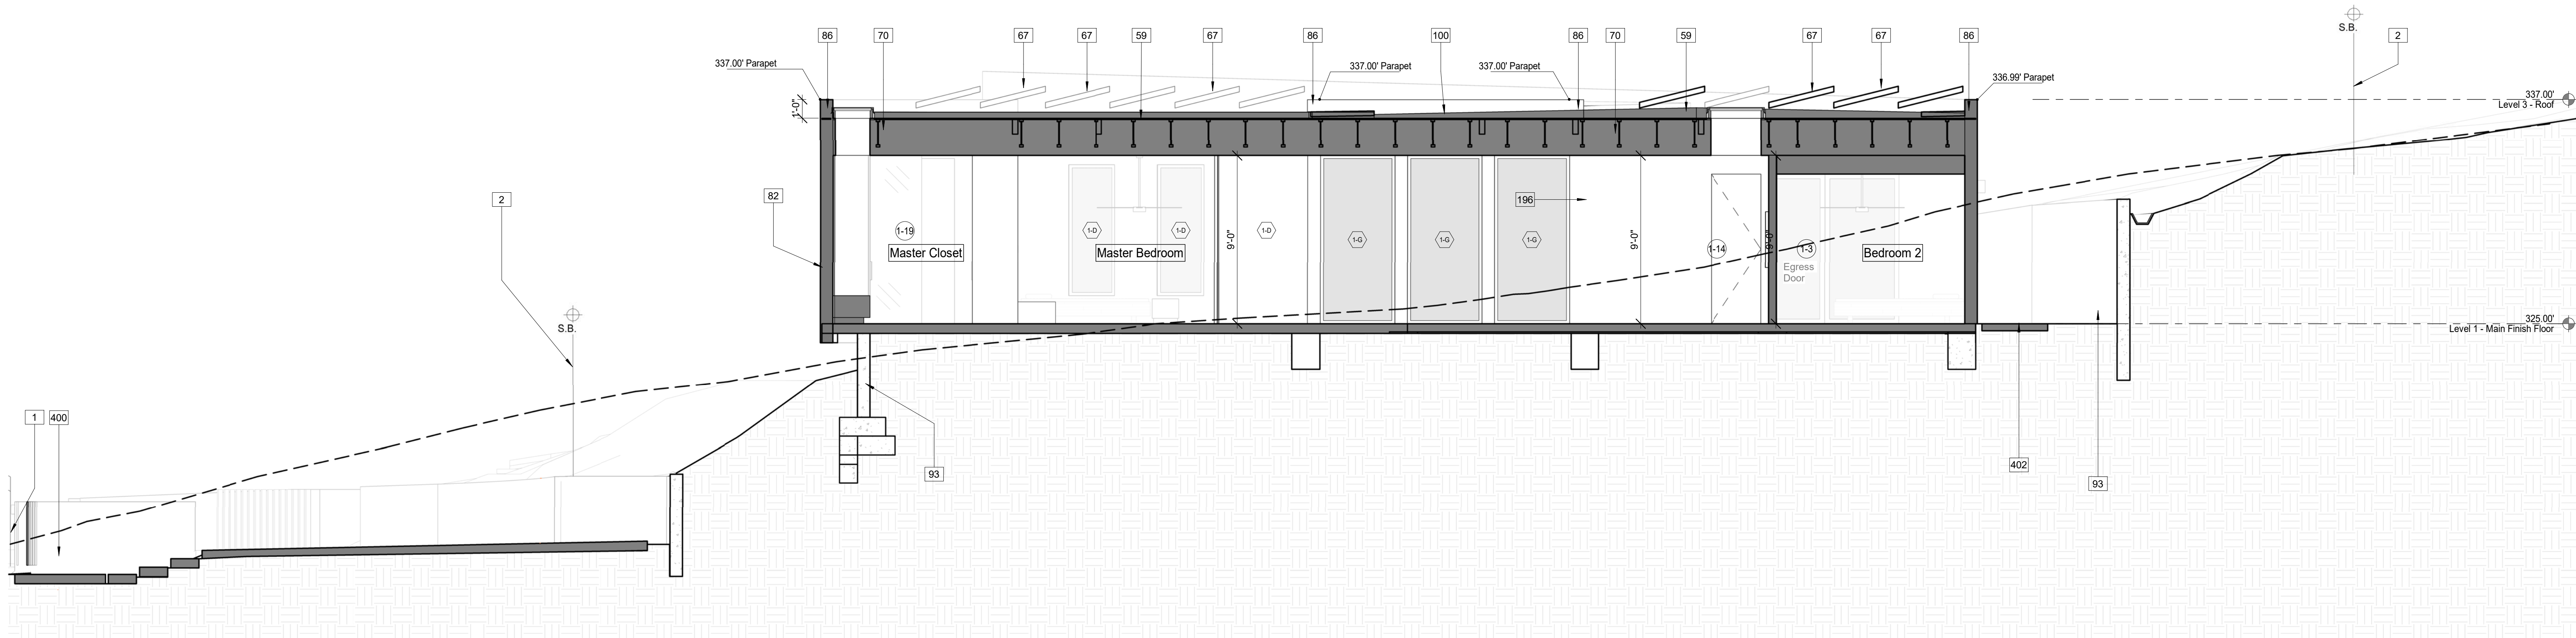 S.B.
2
86
70
67
67
59
67
86
100
86
70
59
67
67
86
337.00' Parapet
337.00' Parapet
337.00' Parapet
336.99' Parapet
337.00'
Level 3 - Roof
1'-0"
82
2
196
1-19
1-D
1-D
1-D
1-G
1-G
1-G
9'-0"
9'-0"
9'-0"
1-14
1-3
Master Closet
Master Bedroom
Bedroom 2
Egress
Door
S.B.
325.00'
Level 1 - Main Finish Floor
1
400
93
402
93